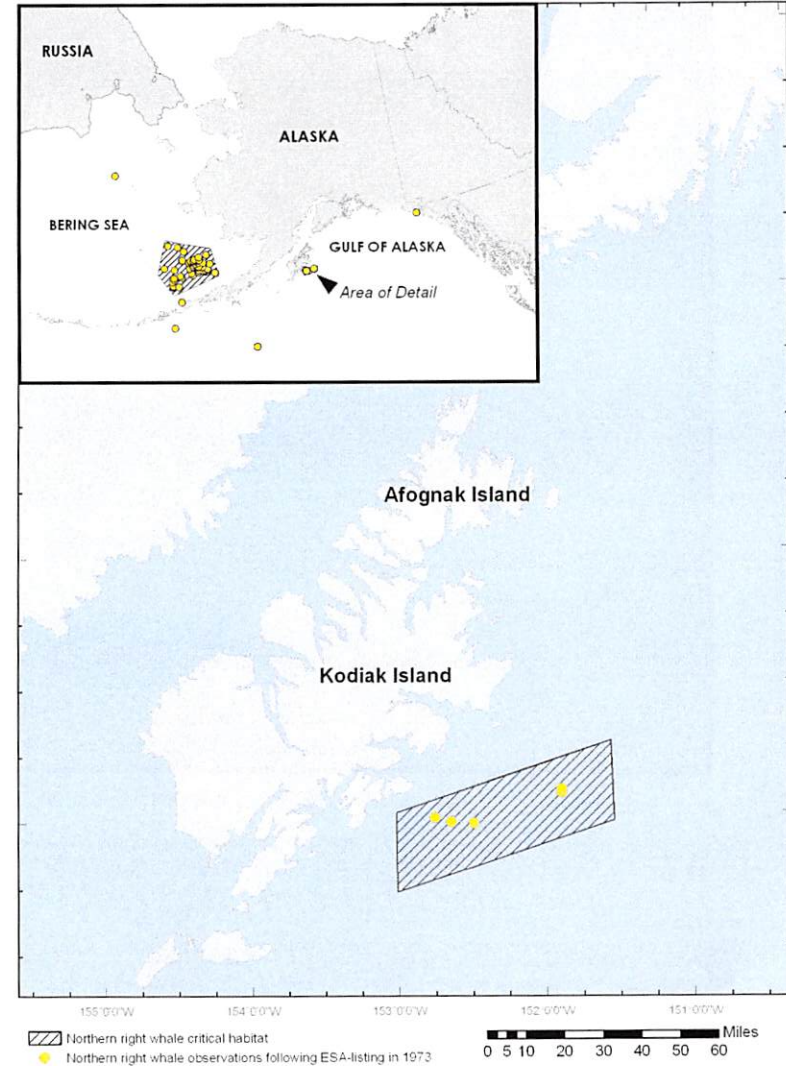 RUSSIA
ALASKA
BERING SEA
GULF OF ALASKA
Area of Detail
Afognak Island
Kodiak Island
155°0'0"W 154°0'0"W 153°0'0"W 152°0'0"W 151°0'0"W
Northern right whale critical habitat
Northern right whale observations following ESA-listing in 1973
Miles
0 5 10 20 30 40 50 60